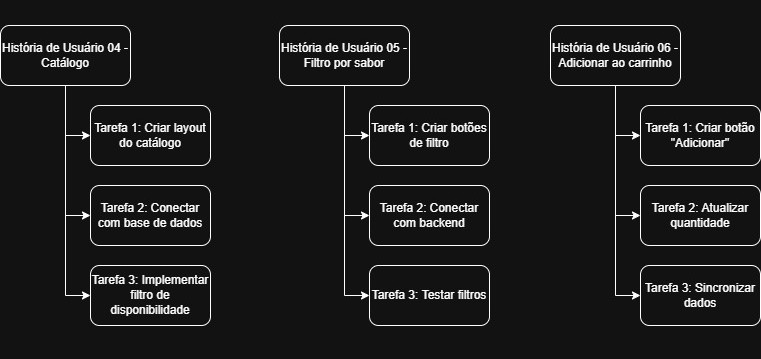 História de Usuário 04 -
Catálogo
Tarefa 1: Criar layout
do catálogo
Tarefa 2: Conectar
com base de dados
Tarefa 3: Implementar
filtro de
disponibilidade
História de Usuário 05 -
Filtro por sabor
Tarefa 1: Criar botões
de filtro
Tarefa 2: Conectar
com backend
Tarefa 3: Testar filtros
História de Usuário 06 -
Adicionar ao carrinho
Tarefa 1: Criar botão
"Adicionar"
Tarefa 2: Atualizar
quantidade
Tarefa 3: Sincronizar
dados